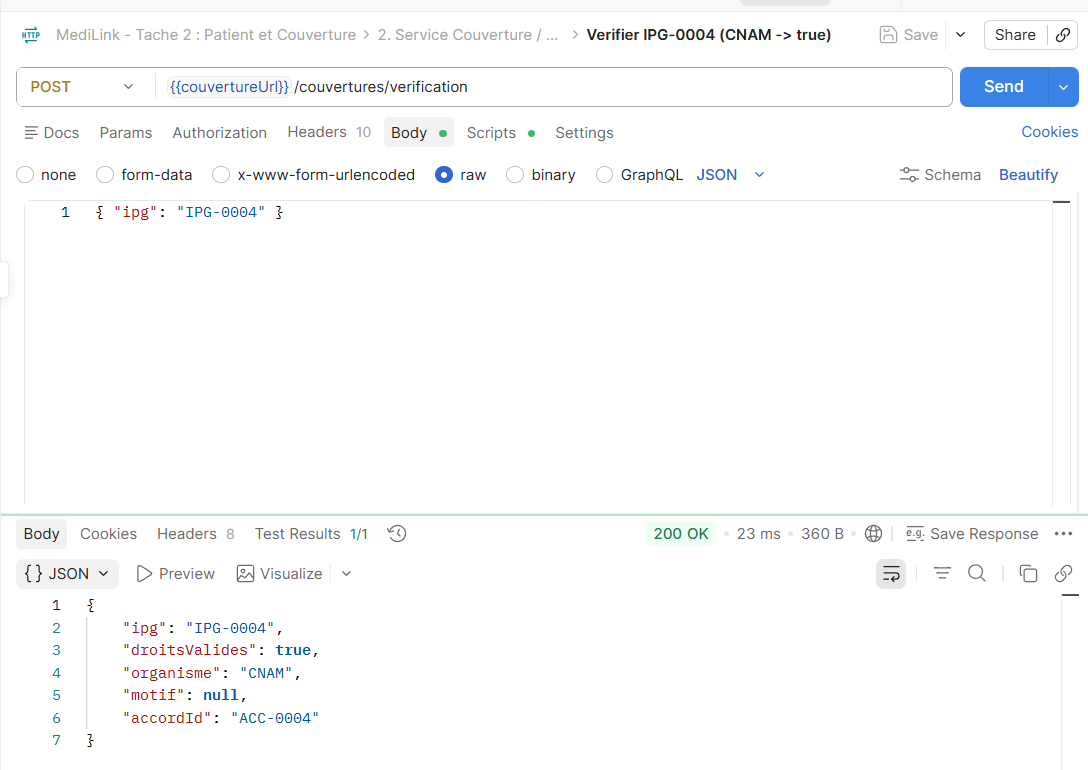 HTTP MediLink - Tache 2 : Patient et Couverture > 2. Service Couverture / ... > Verifier IPG-0004 (CNAM -> true) Save Share
POST {{couvertureUrl}} /couvertures/verification Send
Docs Params Authorization Headers 10 Body Scripts Settings Cookies
none form-data x-www-form-urlencoded raw binary GraphQL JSON Schema Beautify
1 { "ipg": "IPG-0004" }
Body Cookies Headers 8 Test Results 1/1 200 OK 23 ms 360 B e.g. Save Response
{} JSON Preview Visualize
1 {
2 "ipg": "IPG-0004",
3 "droitsValides": true,
4 "organisme": "CNAM",
5 "motif": null,
6 "accordId": "ACC-0004"
7 }